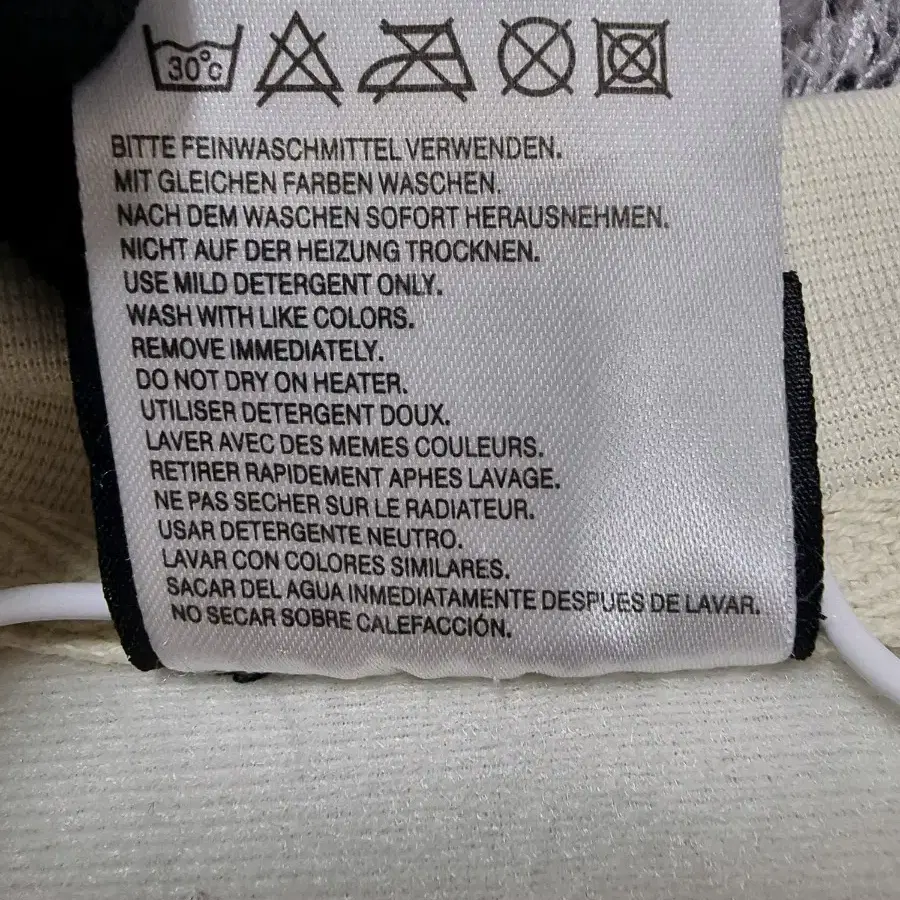 30°c
BITTE FEINWASCHMITTEL VERWENDEN.
MIT GLEICHEN FARBEN WASCHEN.
NACH DEM WASCHEN SOFORT HERAUSNEHMEN.
NICHT AUF DER HEIZUNG TROCKNEN.
USE MILD DETERGENT ONLY.
WASH WITH LIKE COLORS.
REMOVE IMMEDIATELY.
DO NOT DRY ON HEATER.
UTILISER DETERGENT DOUX.
LAVER AVEC DES MEMES COULEURS.
RETIRER RAPIDEMENT APHES LAVAGE.
NE PAS SECHER SUR LE RADIATEUR.
USAR DETERGENTE NEUTRO.
LAVAR CON COLORES SIMILARES.
SACAR DEL AGUA INMEDIATAMENTE DESPUES DE LAVAR.
NO SECAR SOBRE CALEFACCIÓN.